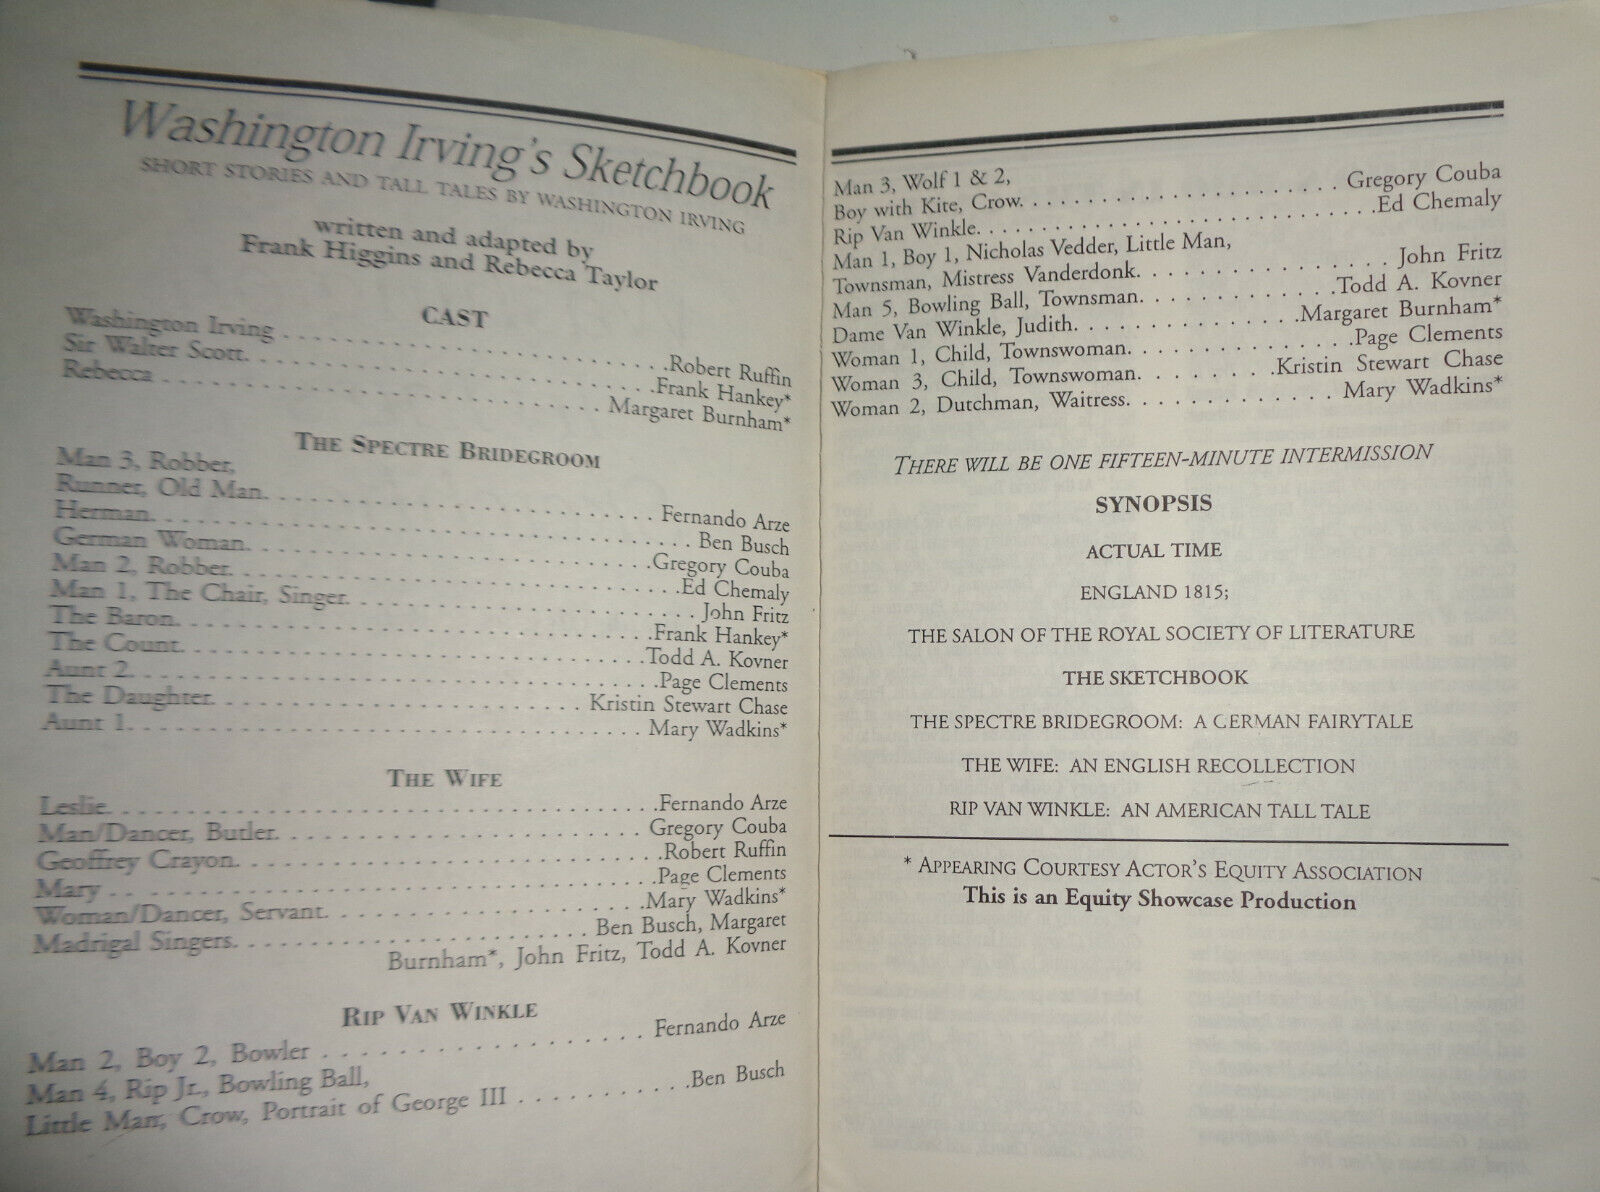 Washington Irving's Sketchbook
SHORT STORIES AND TALL TALES BY WASHINGTON IRVING
written and adapted by
Frank Higgins and Rebecca Taylor
CAST
Washington Irving . . . . . . . . . . . . . . . . . . . . . . . . . . Robert Ruffin
Sir Walter Scott. . . . . . . . . . . . . . . . . . . . . . . . . . . .Frank Hankey*
Rebecca . . . . . . . . . . . . . . . . . . . . . . . . . . . . . Margaret Burnham*
THE SPECTRE BRIDEGROOM
Man 3, Robber,
Runner, Old Man. . . . . . . . . . . . . . . . . . . . . . . . . . . Fernando Arze
Herman. . . . . . . . . . . . . . . . . . . . . . . . . . . . . . . . . . Ben Busch
German Woman. . . . . . . . . . . . . . . . . . . . . . . . . . .Gregory Couba
Man 2, Robber. . . . . . . . . . . . . . . . . . . . . . . . . . . . .Ed Chemaly
Man 1, The Chair, Singer. . . . . . . . . . . . . . . . . . . . . . John Fritz
The Baron. . . . . . . . . . . . . . . . . . . . . . . . . . . . . . .Frank Hankey*
The Count. . . . . . . . . . . . . . . . . . . . . . . . . . . . . .Todd A. Kovner
Aunt 2. . . . . . . . . . . . . . . . . . . . . . . . . . . . . . . . .Page Clements
The Daughter. . . . . . . . . . . . . . . . . . . . . . . . Kristin Stewart Chase
Aunt 1. . . . . . . . . . . . . . . . . . . . . . . . . . . . . . . . Mary Wadkins*
THE WIFE
Leslie. . . . . . . . . . . . . . . . . . . . . . . . . . . . . . . . . .Fernando Arze
Man/Dancer, Butler. . . . . . . . . . . . . . . . . . . . . . . . Gregory Couba
Geoffrey Crayon. . . . . . . . . . . . . . . . . . . . . . . . . . .Robert Ruffin
Mary . . . . . . . . . . . . . . . . . . . . . . . . . . . . . . . . . .Page Clements
Woman/Dancer, Servant. . . . . . . . . . . . . . . . . . . . .Mary Wadkins*
Madrigal Singers. . . . . . . . . . . . . . . . . . . . . . Ben Busch, Margaret
Burnham*, John Fritz, Todd A. Kovner
RIP VAN WINKLE
Man 2, Boy 2, Bowler . . . . . . . . . . . . . . . . . . . . . Fernando Arze
Man 4, Rip Jr., Bowling Ball,
Little Man, Crow, Portrait of George III . . . . . . . . . . .Ben Busch
Man 3, Wolf 1 & 2,
Boy with Kite, Crow. . . . . . . . . . . . . . . . . . . . . . Gregory Couba
Rip Van Winkle. . . . . . . . . . . . . . . . . . . . . . . . . . . .Ed Chemaly
Man 1, Boy 1, Nicholas Vedder, Little Man,
Townsman, Mistress Vanderdonk. . . . . . . . . . . . . . . . John Fritz
Man 5, Bowling Ball, Townsman. . . . . . . . . . . . .Todd A. Kovner
Dame Van Winkle, Judith. . . . . . . . . . . . . . . .Margaret Burnham*
Woman 1, Child, Townswoman. . . . . . . . . . . . . . .Page Clements
Woman 3, Child, Townswoman. . . . . . . .Kristin Stewart Chase
Woman 2, Dutchman, Waitress. . . . . . . . . . . . . Mary Wadkins*
THERE WILL BE ONE FIFTEEN-MINUTE INTERMISSION
SYNOPSIS
ACTUAL TIME
ENGLAND 1815;
THE SALON OF THE ROYAL SOCIETY OF LITERATURE
THE SKETCHBOOK
THE SPECTRE BRIDEGROOM: A GERMAN FAIRYTALE
THE WIFE: AN ENGLISH RECOLLECTION
RIP VAN WINKLE: AN AMERICAN TALL TALE
* APPEARING COURTESY ACTOR'S EQUITY ASSOCIATION
This is an Equity Showcase Production